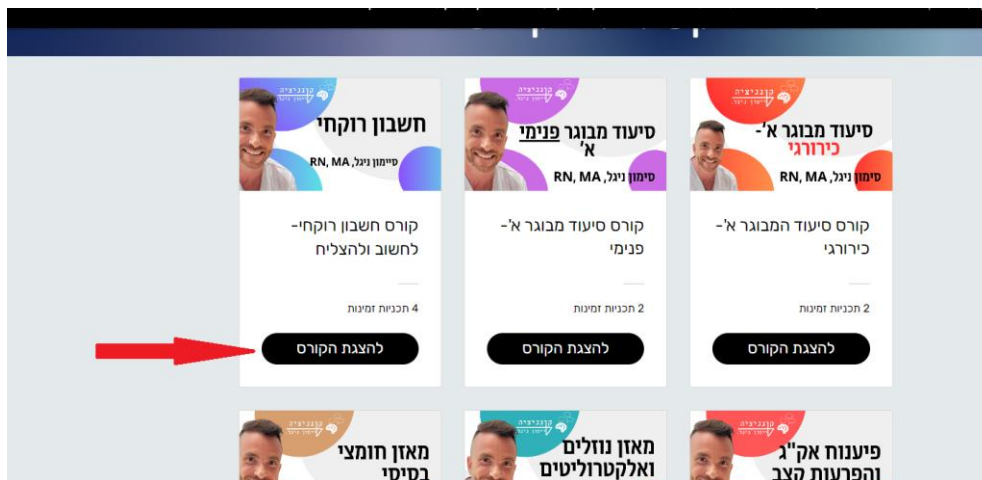 סיעוד מבוגר א'-
כירורגי
סימון ניגל, RN, MA
קורס סיעוד המבוגר א'-
כירורגי
2 תכניות זמינות
להצגת הקורס
סיעוד מבוגר פנימי
א'
סימון ניגל, RN, MA
קורס סיעוד מבוגר א'-
פנימי
2 תכניות זמינות
להצגת הקורס
חשבון רוקחי
סיימון ניגל, RN, MA
קורס חשבון רוקחי-
לחשוב ולהצליח
4 תכניות זמינות
להצגת הקורס
פיענוח אק"ג
והפרעות קצב
מאזן נוזלים
ואלקטרוליטים
מאזן חומצי
בסיסי